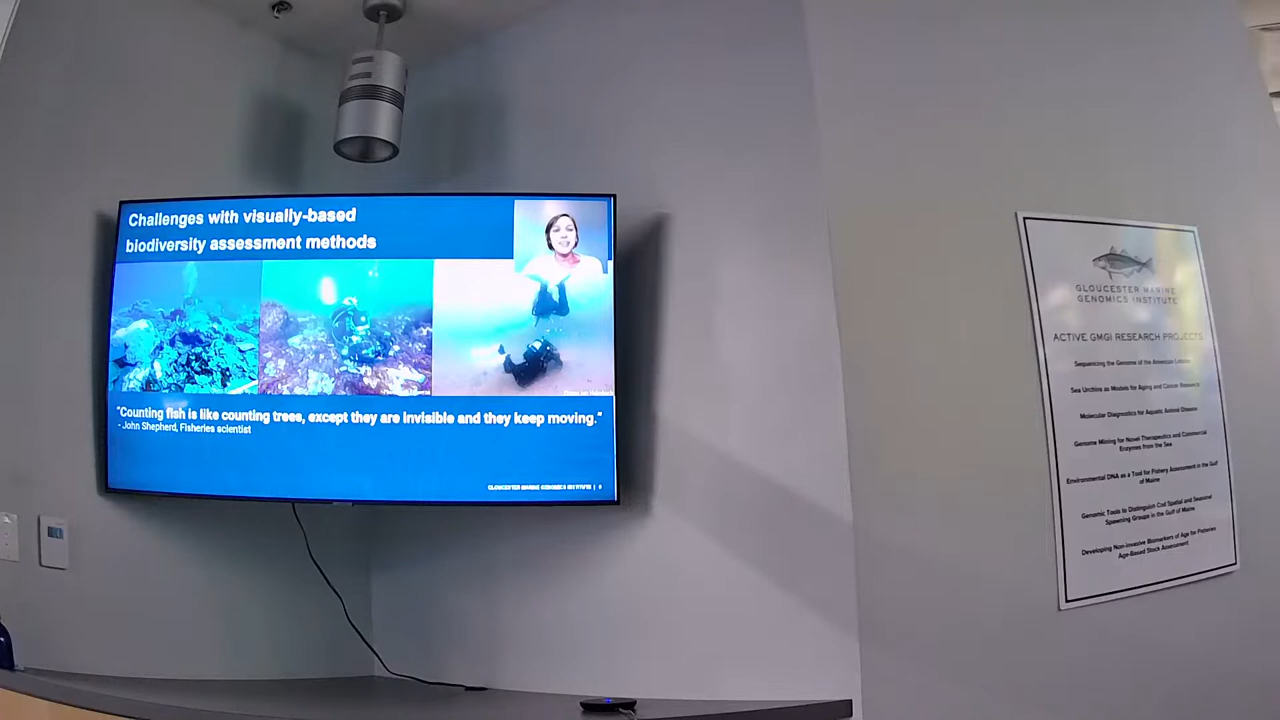 Challenges with visually-based
biodiversity assessment methods
"Counting fish is like counting trees, except they are invisible and they keep moving."
- John Shepherd, Fisheries scientist
GLOUCESTER MARINE GENOMICS INSTITUTE |
GLOUCESTER MARINE
GENOMICS INSTITUTE
ACTIVE GMGI RESEARCH PROJECTS
Sequencing the Genome of the American Lobster
Sea Urchins as Models for Aging and Cancer Research
Molecular Diagnostics for Aquatic Animal Disease
Genome Mining for Novel Therapeutics and Commercial
Enzymes from the Sea
Environmental DNA as a Tool for Fishery Assessment in the Gulf
of Maine
Genomic Tools to Distinguish Cod Spatial and Seasonal
Spawning Groups in the Gulf of Maine
Developing Non-invasive Biomarkers of Age for Fisheries
Age-Based Stock Assessment